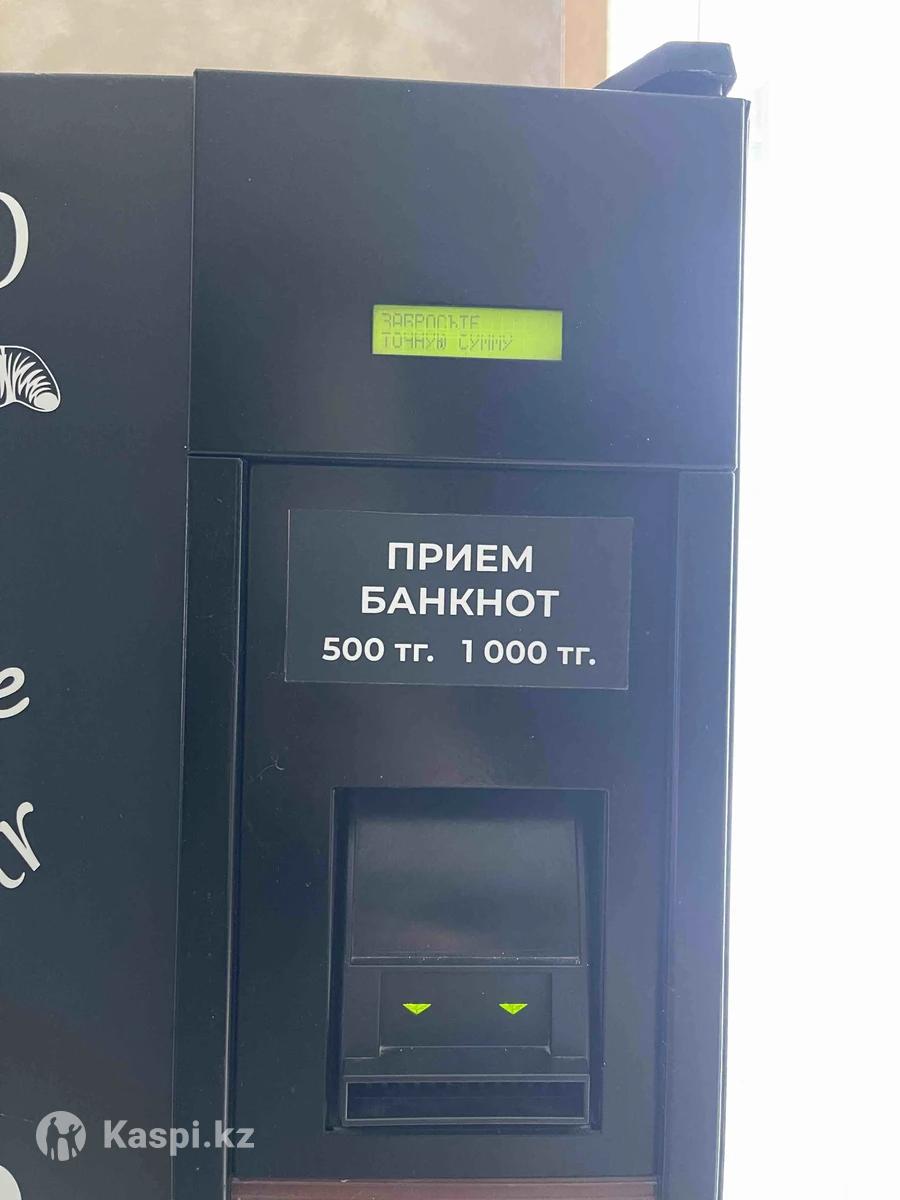 ЗАБРОСЬТЕ
ТОЧНУЮ СУММУ
ПРИЕМ
БАНКНОТ
500 тг. 1 000 тг.
e
Kaspi.kz